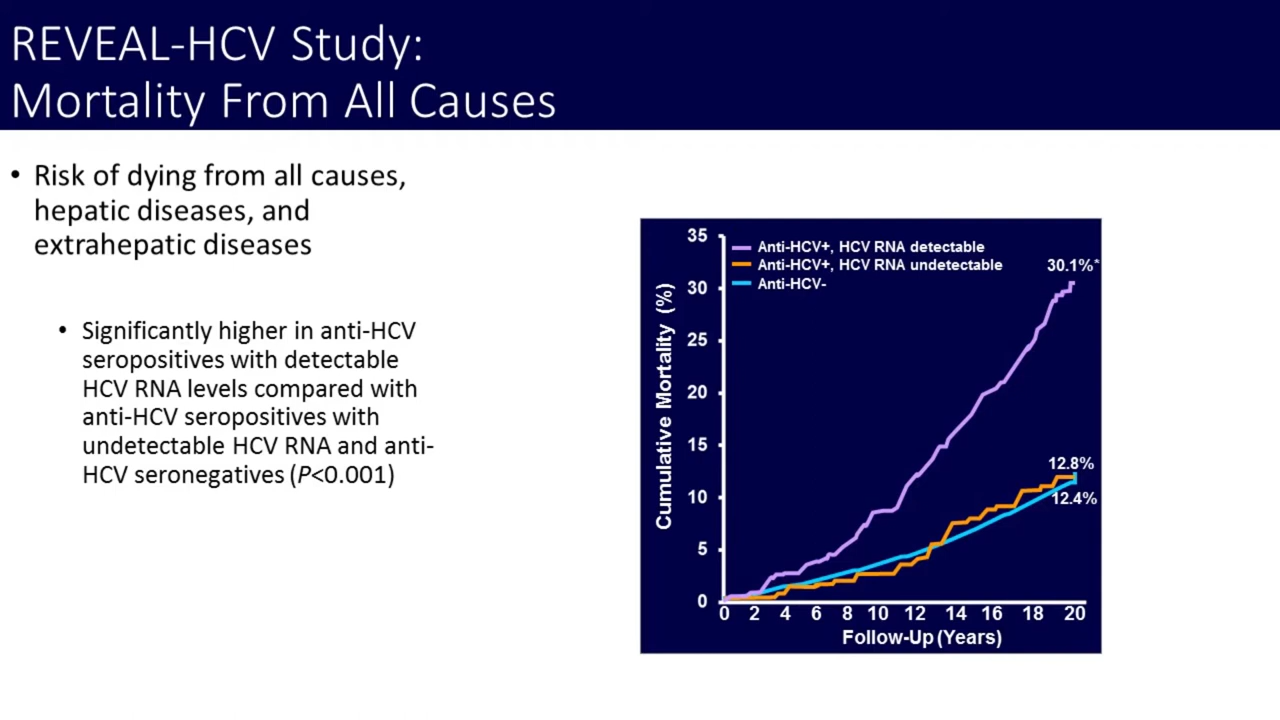 REVEAL-HCV Study:
Mortality From All Causes
• Risk of dying from all causes,
hepatic diseases, and
extrahepatic diseases
• Significantly higher in anti-HCV
seropositives with detectable
HCV RNA levels compared with
anti-HCV seropositives with
undetectable HCV RNA and anti-
HCV seronegatives (P<0.001)
Anti-HCV+, HCV RNA detectable
Anti-HCV+, HCV RNA undetectable
Anti-HCV-
30.1%*
12.8%
12.4%
Cumulative Mortality (%)
35
30
25
20
15
10
5
0
0 2 4 6 8 10 12 14 16 18 20
Follow-Up (Years)